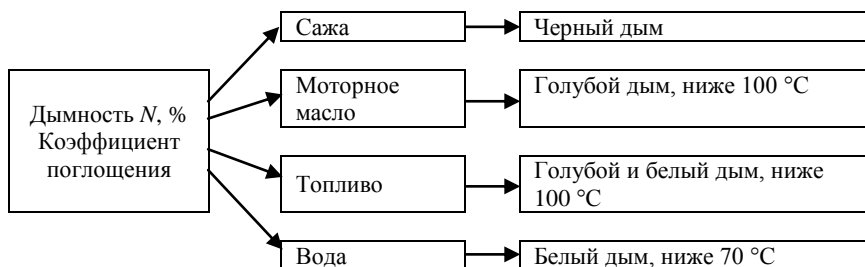 Дымность N, %
Коэффициент
поглощения
Сажа
Черный дым
Моторное
масло
Голубой дым, ниже 100 °С
Топливо
Голубой и белый дым, ниже
100 °С
Вода
Белый дым, ниже 70 °С